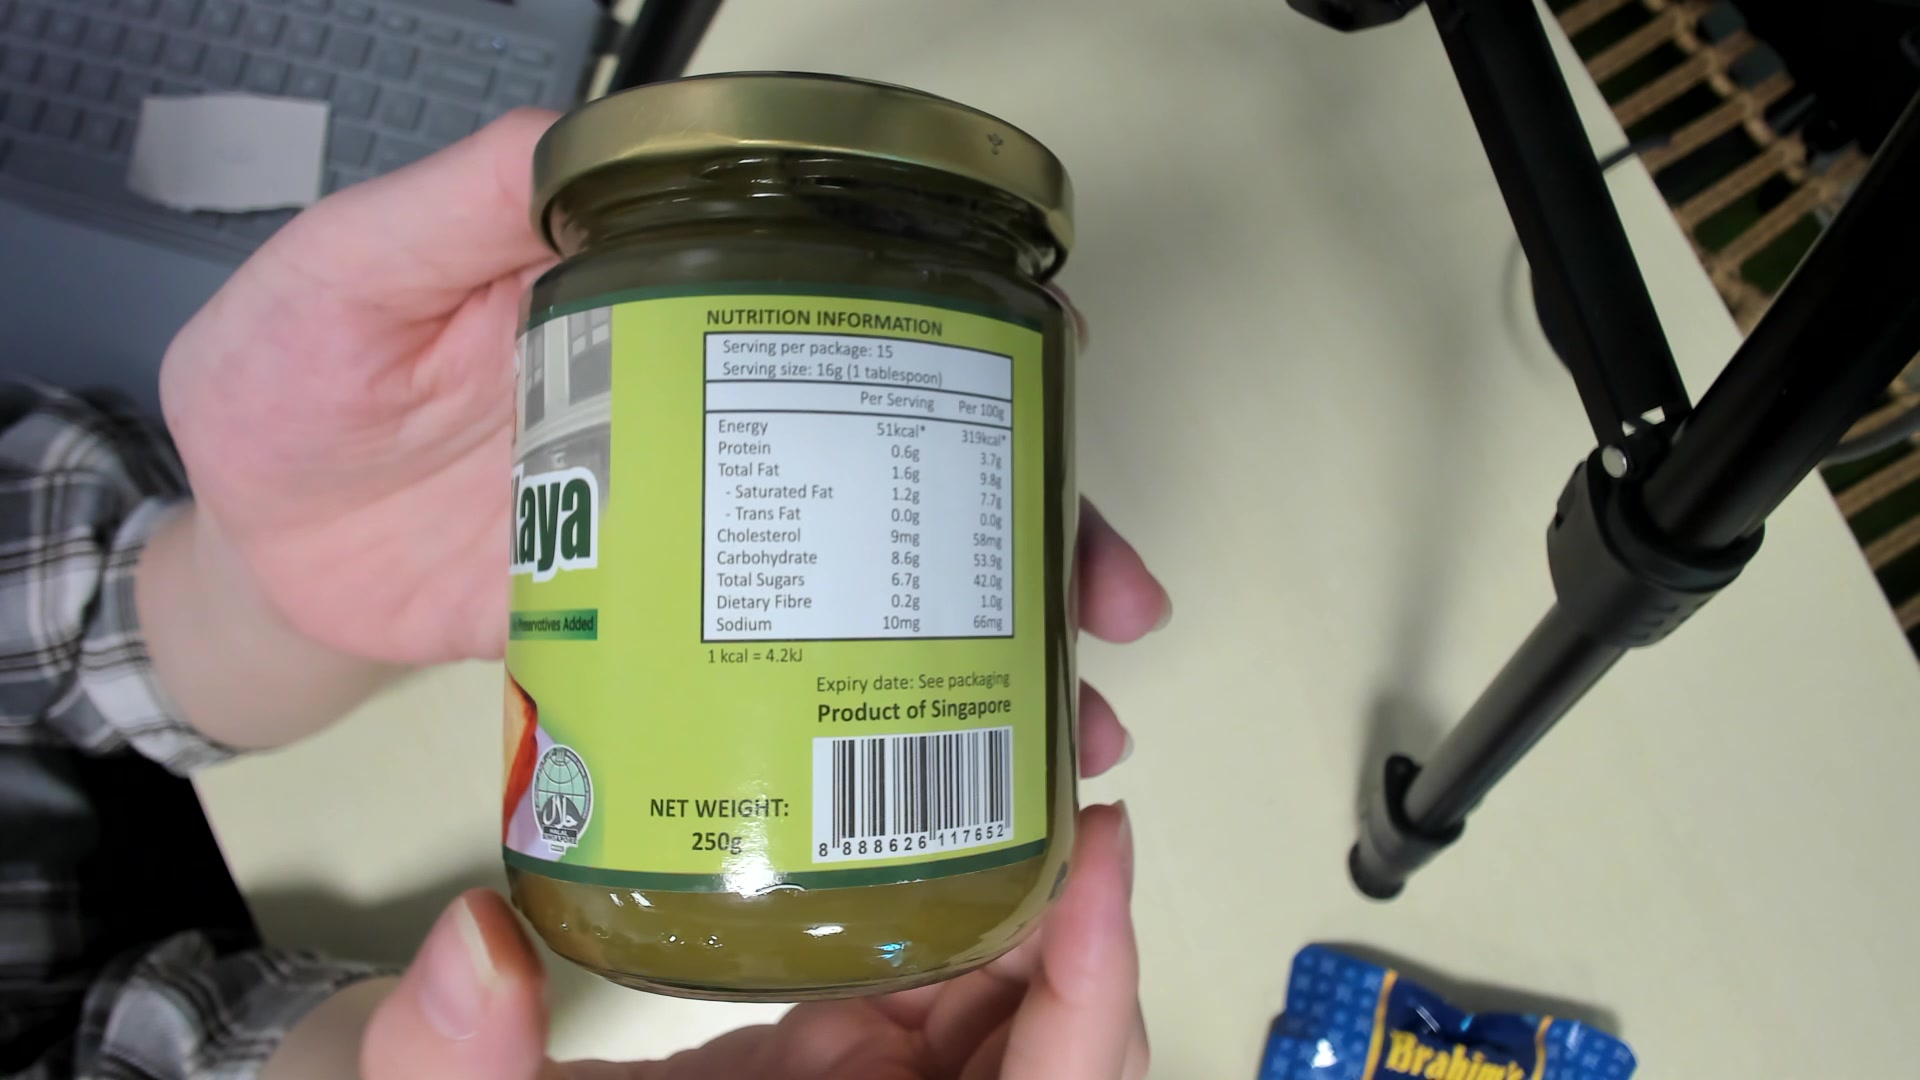 NUTRITION INFORMATION
Serving per package: 15
Serving size: 16g (1 tablespoon)
Per Serving Per 100g
Energy 51kcal* 319kcal*
Protein 0.6g 3.7g
Total Fat 1.6g 9.8g
- Saturated Fat 1.2g 7.7g
- Trans Fat 0.0g 0.0g
Cholesterol 9mg 58mg
Carbohydrate 8.6g 53.9g
Total Sugars 6.7g 42.0g
Dietary Fibre 0.2g 1.0g
Sodium 10mg 66mg
1 kcal = 4.2kJ
Expiry date: See packaging
Product of Singapore
NET WEIGHT:
250g
8 888626 117652
Kaya
Preservatives Added
HALAL
SINGAPORE
Brahim's